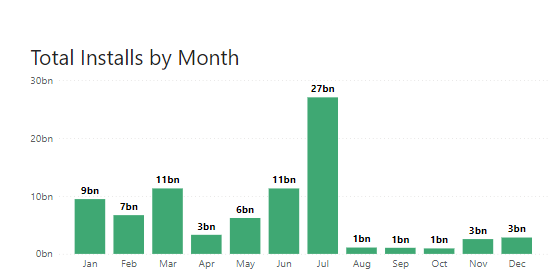 Total Installs by Month
30bn
20bn
10bn
0bn
9bn
7bn
11bn
3bn
6bn
11bn
27bn
1bn
1bn
1bn
3bn
3bn
Jan Feb Mar Apr May Jun Jul Aug Sep Oct Nov Dec